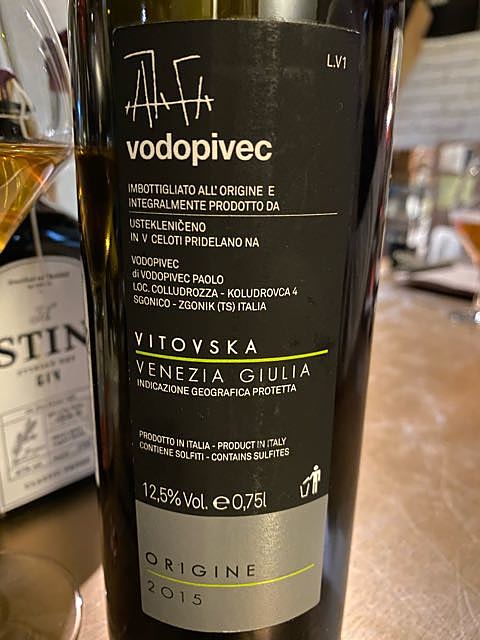 L.V1
vodopivec
IMBOTTIGLIATO ALL'ORIGINE E
INTEGRALMENTE PRODOTTO DA
USTEKLENIČENO
IN V CELOTI PRIDELANO NA
VODOPIVEC
di VODOPIVEC PAOLO
LOC. COLLUDROZZA - KOLUDROVCA 4
SGONICO - ZGONIK (TS) ITALIA
VITOVSKA
VENEZIA GIULIA
INDICAZIONE GEOGRAFICA PROTETTA
PRODOTTO IN ITALIA - PRODUCT IN ITALY
CONTIENE SOLFITI - CONTAINS SULFITES
12,5% Vol. e 0,75l
ORIGINE
2015
STIN
GIN